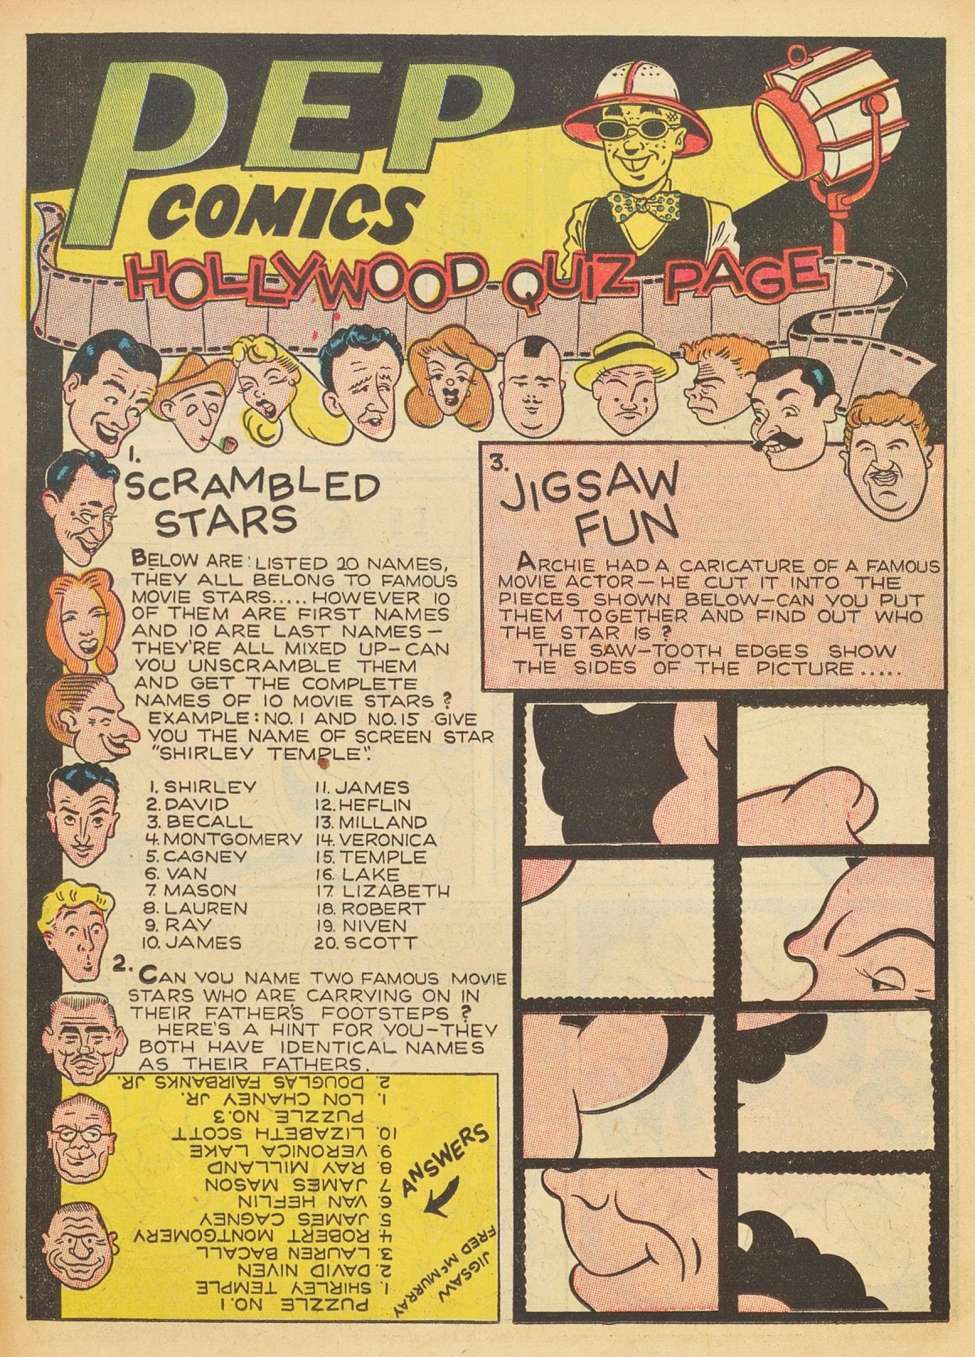 PEP
COMICS
HOLLYWOOD QUIZ PAGE
1.
SCRAMBLED
STARS
BELOW ARE: LISTED 20 NAMES,
THEY ALL BELONG TO FAMOUS
MOVIE STARS..... HOWEVER 10
OF THEM ARE FIRST NAMES
AND 10 ARE LAST NAMES —
THEY'RE ALL MIXED UP—CAN
YOU UNSCRAMBLE THEM
AND GET THE COMPLETE
NAMES OF 10 MOVIE STARS?
EXAMPLE: NO. 1 AND NO. 15 GIVE
YOU THE NAME OF SCREEN STAR
"SHIRLEY TEMPLE".
1. SHIRLEY
2. DAVID
3. BECALL
4. MONTGOMERY
5. CAGNEY
6. VAN
7. MASON
8. LAUREN
9. RAY
10. JAMES
11. JAMES
12. HEFLIN
13. MILLAND
14. VERONICA
15. TEMPLE
16. LAKE
17. LIZABETH
18. ROBERT
19. NIVEN
20. SCOTT
2. CAN YOU NAME TWO FAMOUS MOVIE
STARS WHO ARE CARRYING ON IN
THEIR FATHER'S FOOTSTEPS?
HERE'S A HINT FOR YOU—THEY
BOTH HAVE IDENTICAL NAMES
AS THEIR FATHERS.
3.
JIGSAW
FUN
ARCHIE HAD A CARICATURE OF A FAMOUS
MOVIE ACTOR—HE CUT IT INTO THE
PIECES SHOWN BELOW—CAN YOU PUT
THEM TOGETHER AND FIND OUT WHO
THE STAR IS?
THE SAW-TOOTH EDGES SHOW
THE SIDES OF THE PICTURE.....
ANSWERS
PUZZLE NO. 1
1. SHIRLEY TEMPLE
2. DAVID NIVEN
3. LAUREN BACALL
4. ROBERT MONTGOMERY
5. JAMES CAGNEY
6. VAN HEFLIN
7. JAMES MASON
8. RAY MILLAND
9. VERONICA LAKE
10. LIZABETH SCOTT
PUZZLE NO. 3
1. LON CHANEY JR.
2. DOUGLAS FAIRBANKS JR.
JIGSAW
FRED McMURRAY